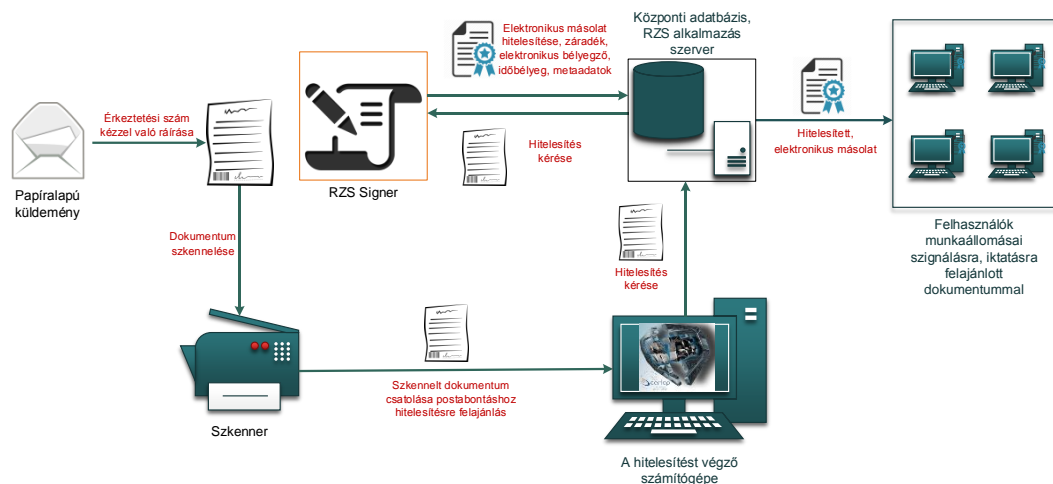 Papíralapú
küldemény
Érkeztetési szám
kézzel való ráírása
RZS Signer
Elektronikus másolat
hitelesítése, záradék,
elektronikus bélyegző,
időbélyeg, metaadatok
Hitelesítés
kérése
Központi adatbázis,
RZS alkalmazás
szerver
Hitelesített,
elektronikus másolat
Felhasználók
munkaállomásai
szignálásra, iktatásra
felajánlott
dokumentummal
Dokumentum
szkennelése
Szkenner
Szkennelt dokumentum
csatolása postabontáshoz
hitelesítésre felajánlás
Hitelesítés
kérése
A hitelesítést végző
számítógépe